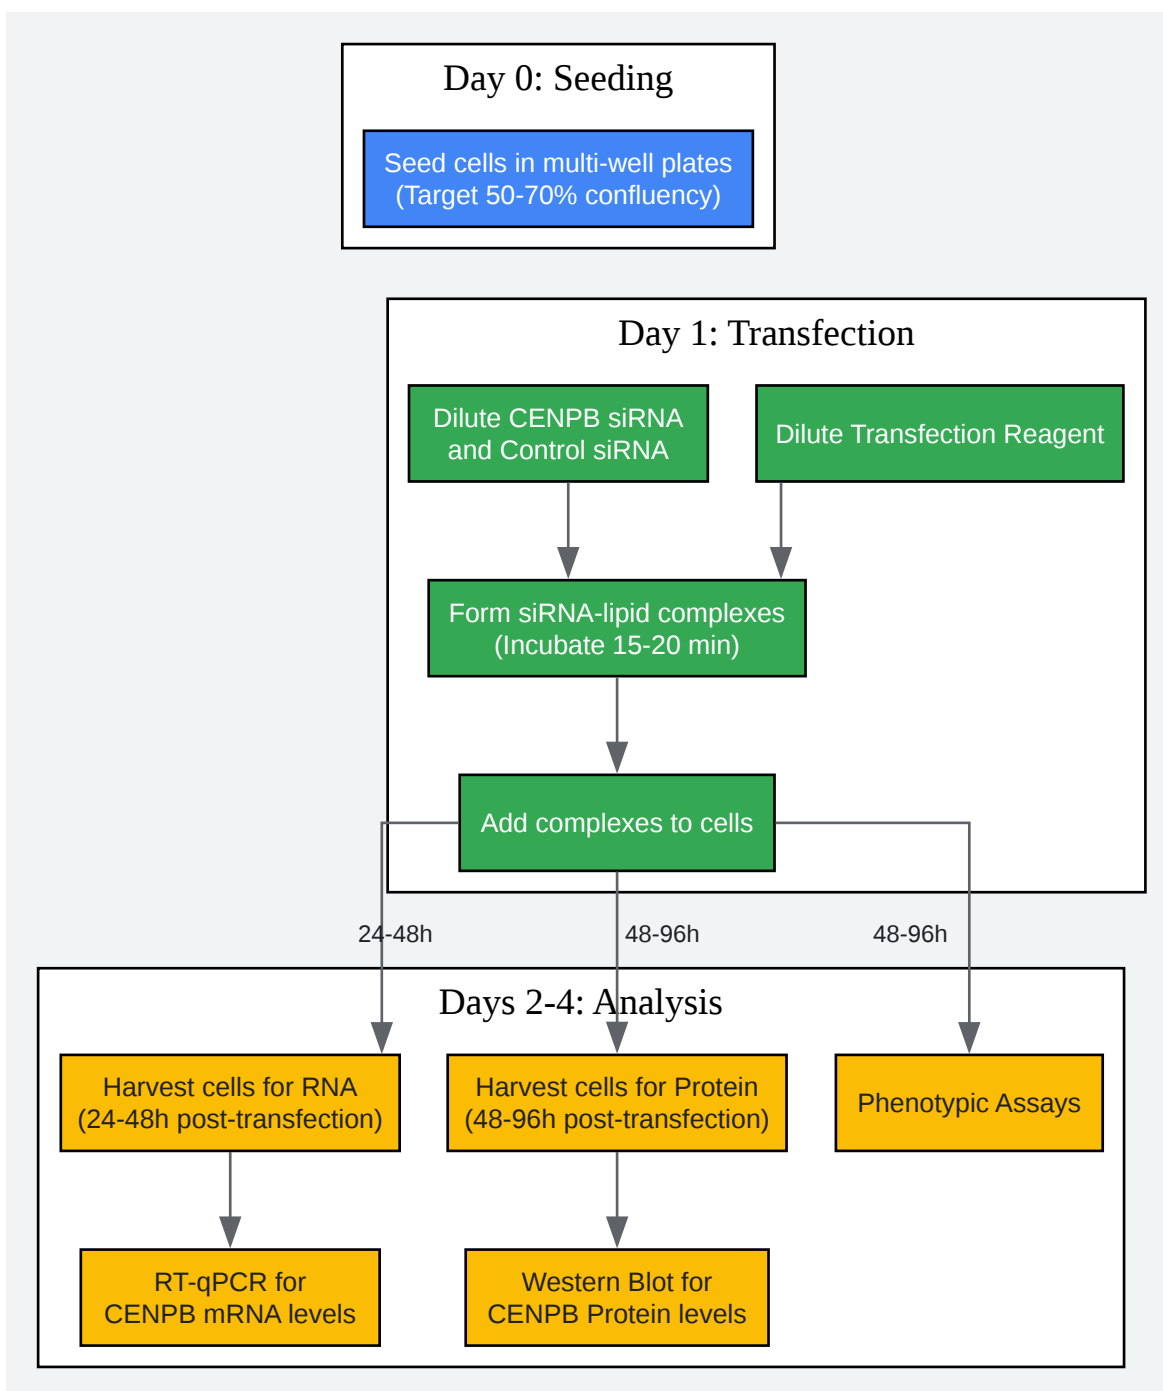 Day 0: Seeding
Seed cells in multi-well plates
(Target 50-70% confluency)
Day 1: Transfection
Dilute CENPB siRNA
and Control siRNA
Dilute Transfection Reagent
Form siRNA-lipid complexes
(Incubate 15-20 min)
Add complexes to cells
24-48h
48-96h
48-96h
Days 2-4: Analysis
Harvest cells for RNA
(24-48h post-transfection)
Harvest cells for Protein
(48-96h post-transfection)
Phenotypic Assays
RT-qPCR for
CENPB mRNA levels
Western Blot for
CENPB Protein levels